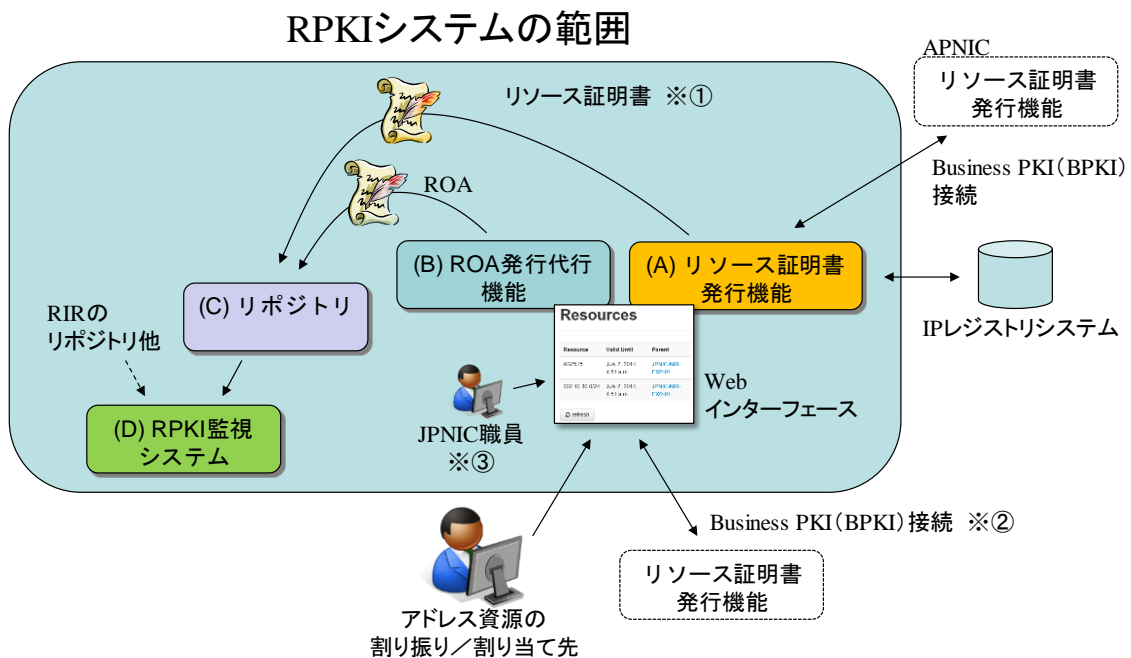 RPKIシステムの範囲
APNIC
リソース証明書
発行機能
リソース証明書 ※①
Business PKI(BPKI)
接続
ROA
(B) ROA発行代行
機能
(A) リソース証明書
発行機能
(C) リポジトリ
RIRの
リポジトリ他
IPレジストリシステム
Resources
Resource Valid Until Parent
refresh
Web
インターフェース
(D) RPKI監視
システム
JPNIC職員
※③
Business PKI(BPKI)接続 ※②
リソース証明書
発行機能
アドレス資源の
割り振り/割り当て先